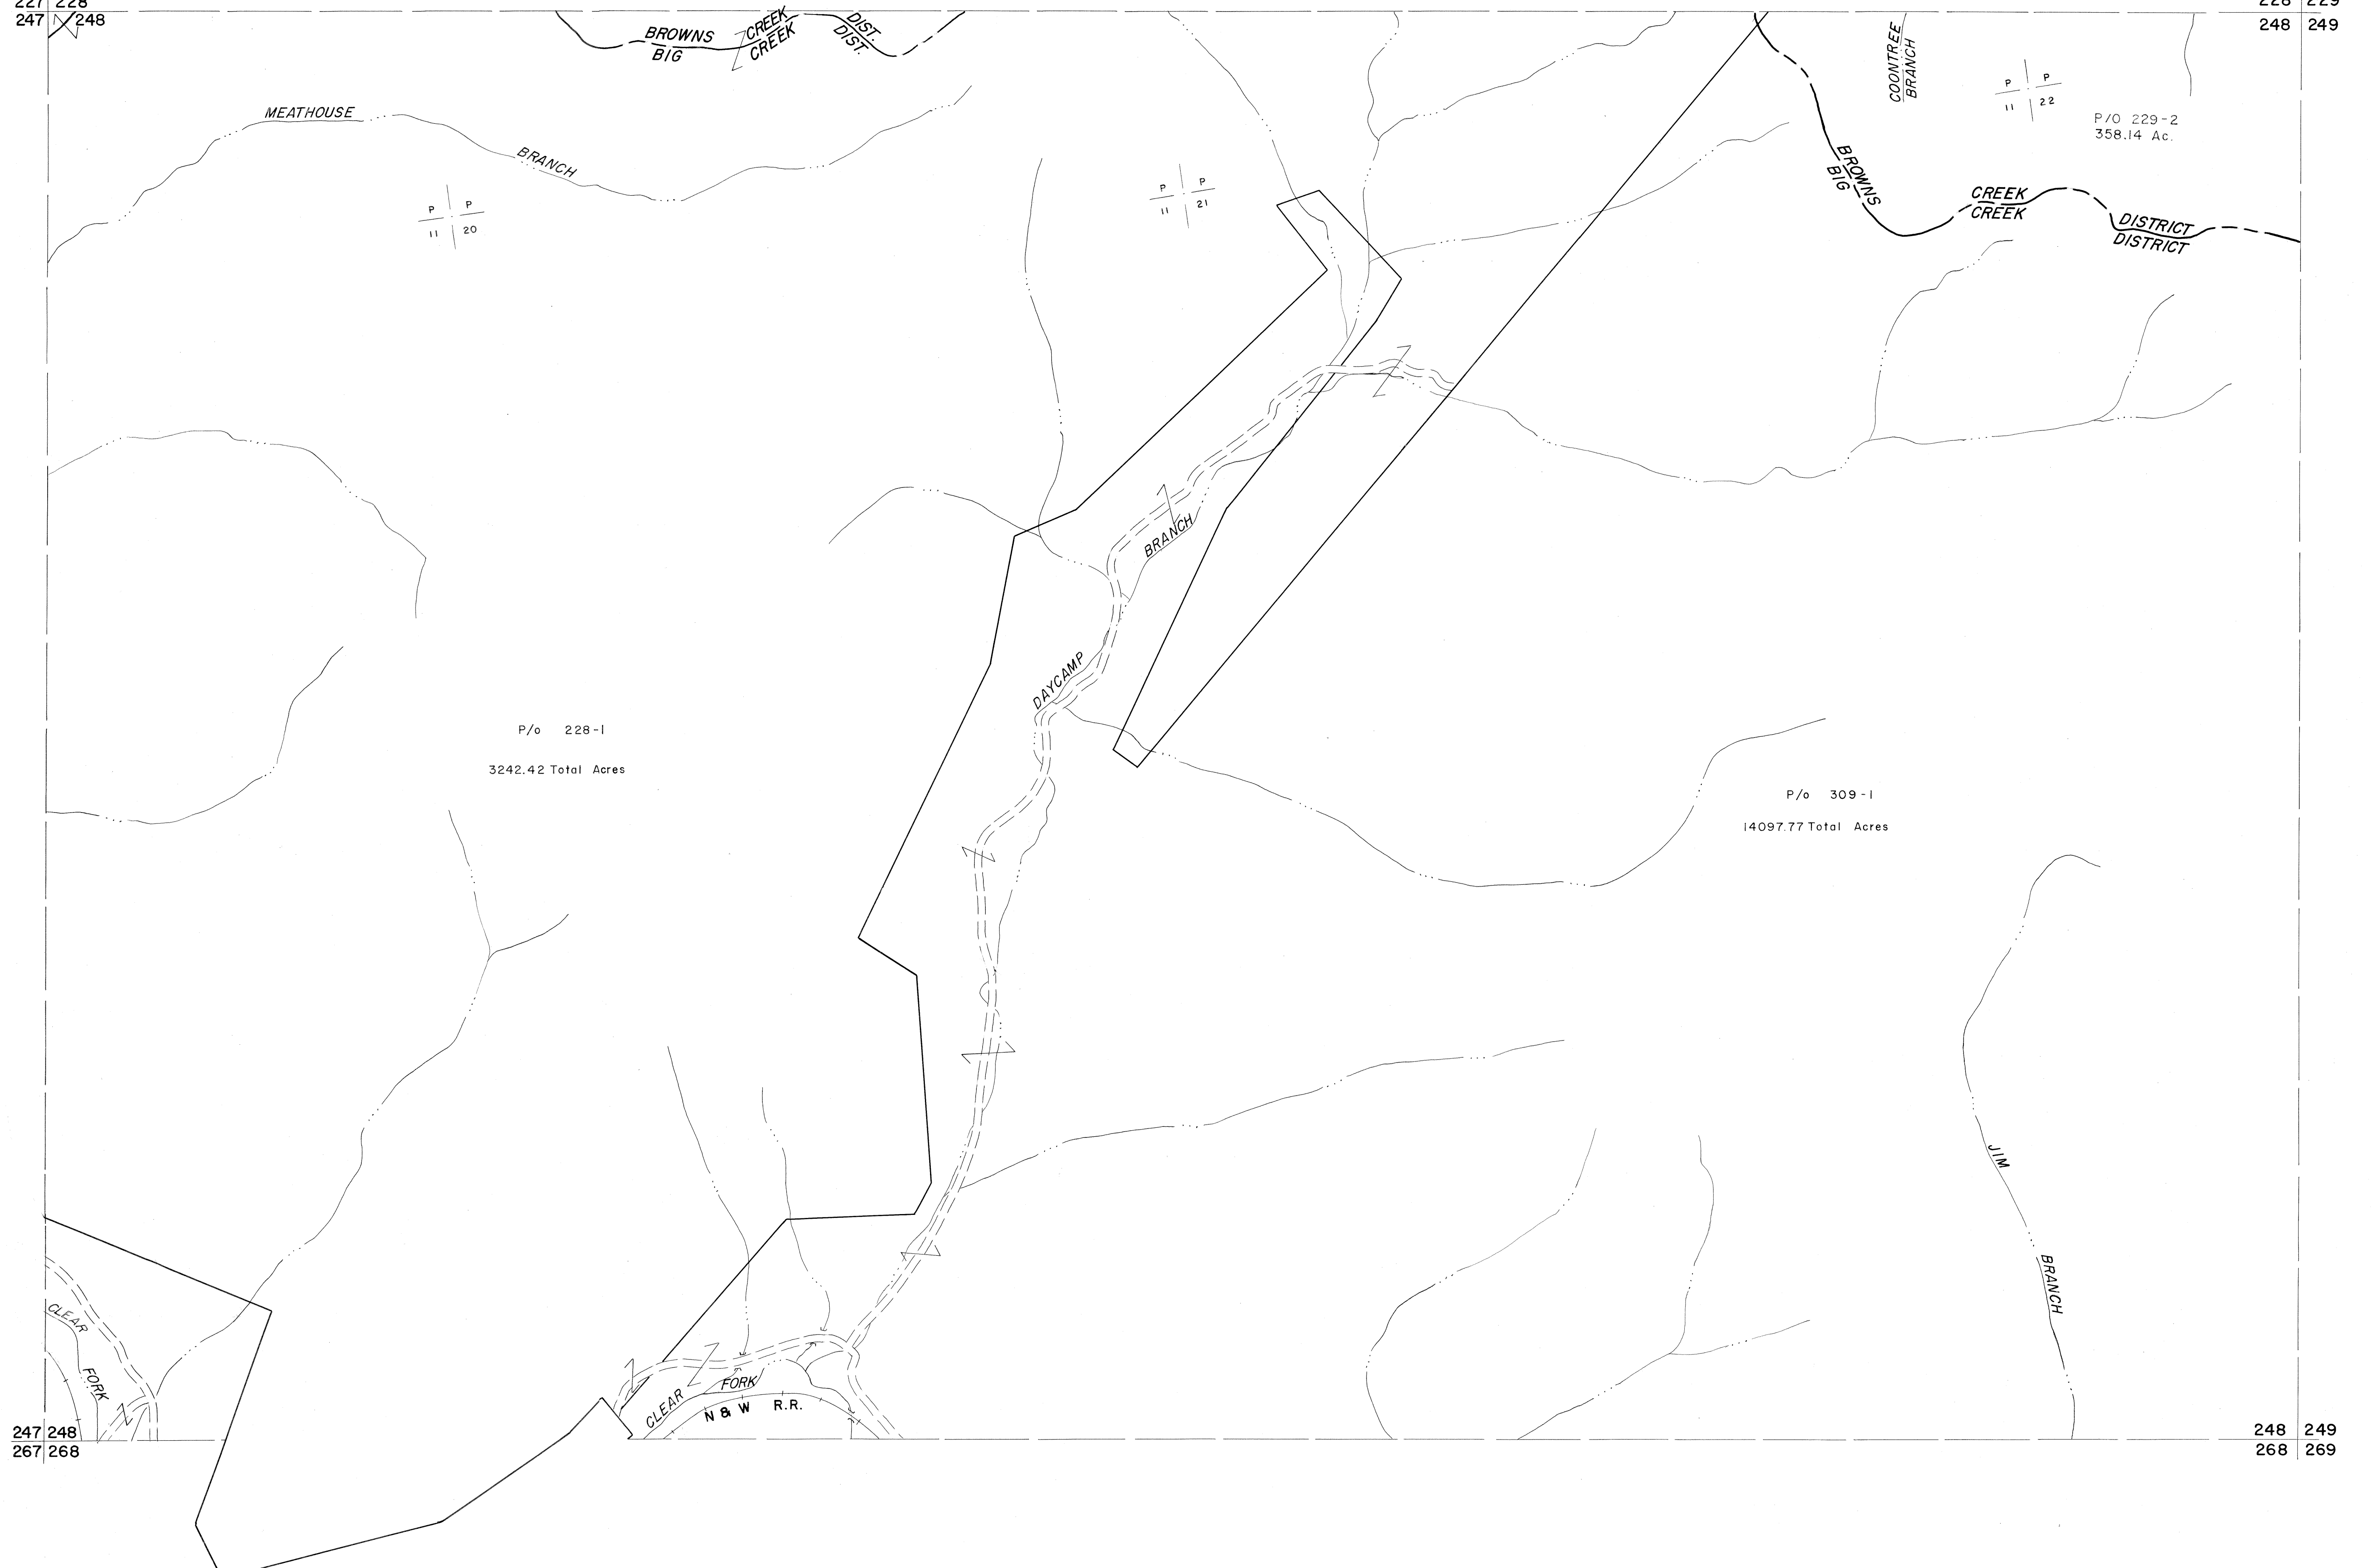 227 228
228 229
247 248
248 249
BROWNS CREEK DIST.
BIG CREEK DIST.
COONTREE
BRANCH
P P
11 22
P/O 229-2
358.14 Ac.
MEATHOUSE
BRANCH
P P
11 20
P P
11 21
BROWNS CREEK DISTRICT
BIG CREEK DISTRICT
BRANCH
DAYCAMP
P/o 228-1
3242.42 Total Acres
P/o 309-1
14097.77 Total Acres
JIM
BRANCH
CLEAR
FORK
CLEAR
FORK
N & W R.R.
247 248
267 268
248 249
268 269